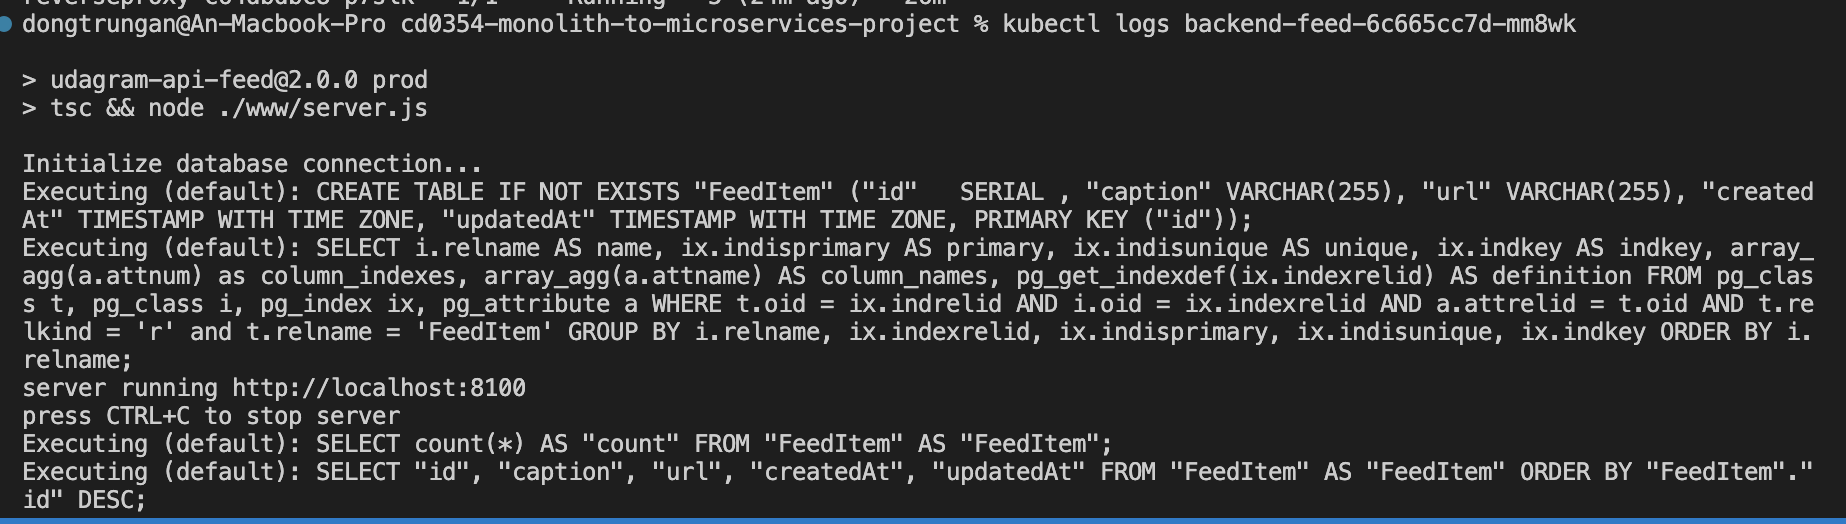 dongtrungan@An-Macbook-Pro cd0354-monolith-to-microservices-project % kubectl logs backend-feed-6c665cc7d-mm8wk
> udagram-api-feed@2.0.0 prod
> tsc && node ./www/server.js
Initialize database connection...
Executing (default): CREATE TABLE IF NOT EXISTS "FeedItem" ("id"   SERIAL , "caption" VARCHAR(255), "url" VARCHAR(255), "created
At" TIMESTAMP WITH TIME ZONE, "updatedAt" TIMESTAMP WITH TIME ZONE, PRIMARY KEY ("id"));
Executing (default): SELECT i.relname AS name, ix.indisprimary AS primary, ix.indisunique AS unique, ix.indkey AS indkey, array_
agg(a.attnum) as column_indexes, array_agg(a.attname) AS column_names, pg_get_indexdef(ix.indexrelid) AS definition FROM pg_clas
s t, pg_class i, pg_index ix, pg_attribute a WHERE t.oid = ix.indrelid AND i.oid = ix.indexrelid AND a.attrelid = t.oid AND t.re
lkind = 'r' and t.relname = 'FeedItem' GROUP BY i.relname, ix.indexrelid, ix.indisprimary, ix.indisunique, ix.indkey ORDER BY i.
relname;
server running http://localhost:8100
press CTRL+C to stop server
Executing (default): SELECT count(*) AS "count" FROM "FeedItem" AS "FeedItem";
Executing (default): SELECT "id", "caption", "url", "createdAt", "updatedAt" FROM "FeedItem" AS "FeedItem" ORDER BY "FeedItem"."
id" DESC;